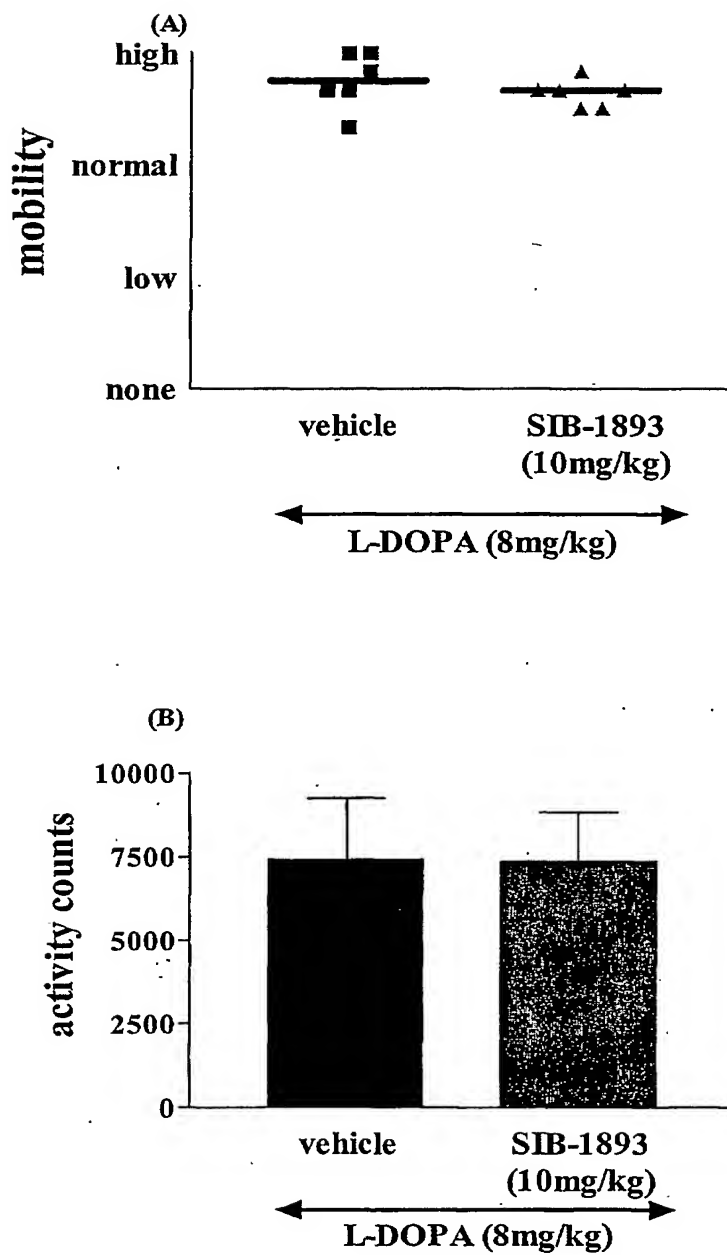 (A)
high
normal
low
none
mobility
vehicle
SIB-1893
(10mg/kg)
L-DOPA (8mg/kg)
(B)
10000
7500
5000
2500
0
activity counts
vehicle
SIB-1893
(10mg/kg)
L-DOPA (8mg/kg)